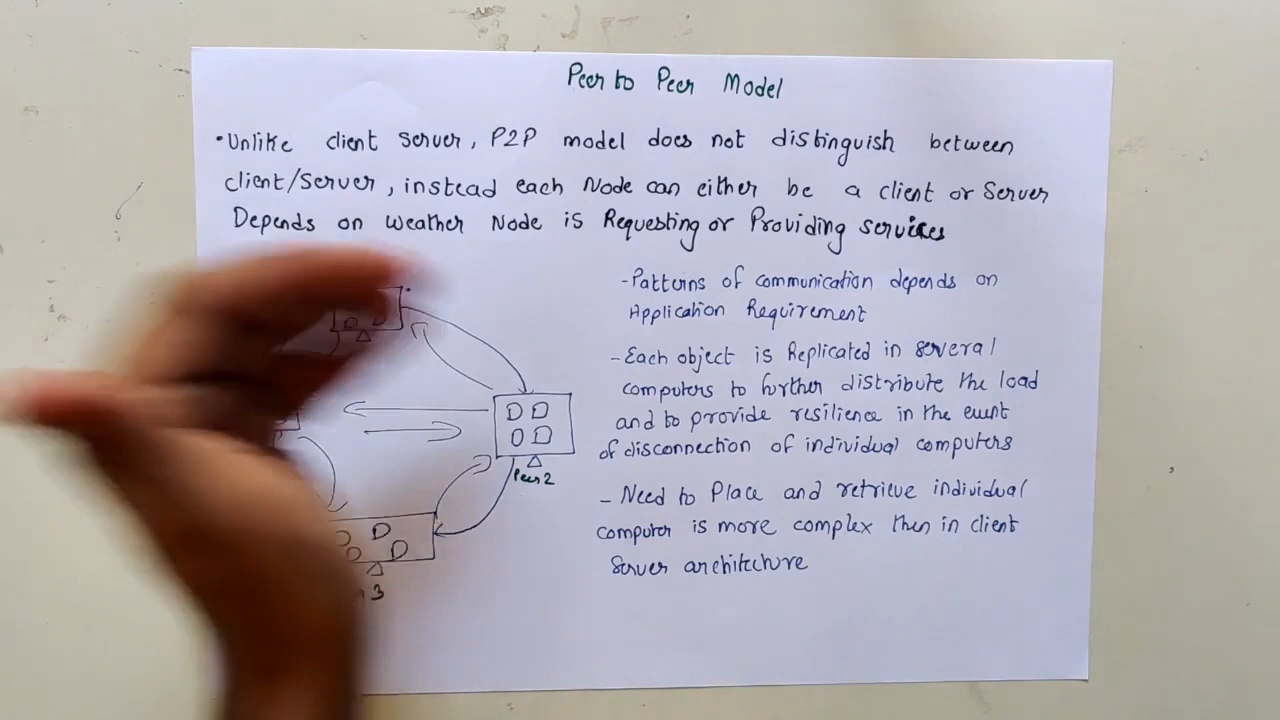 Peer to Peer Model
•Unlike client server, P2P model does not distinguish between
client/server, instead each Node can either be a client or server
Depends on weather Node is Requesting or Providing services
-Patterns of communication depends on
Application Requirement
-Each object is Replicated in several
computers to further distribute the load
and to provide resilience in the event
of disconnection of individual computers
- Need to Place and retrieve individual
computer is more complex then in client
Server architecture
Peer 2
3